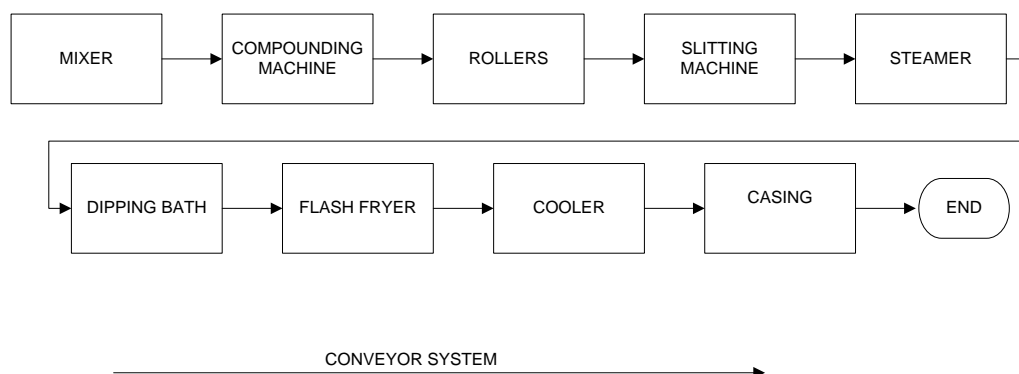 MIXER
COMPOUNDING
MACHINE
ROLLERS
SLITTING
MACHINE
STEAMER
DIPPING BATH
FLASH FRYER
COOLER
CASING
END
CONVEYOR SYSTEM